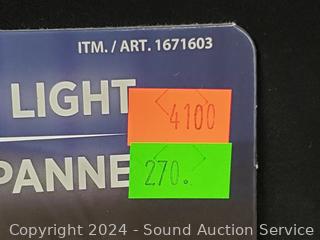 ITM. / ART. 1671603
LIGHT
4100
PANNE
270.
Copyright 2024 - Sound Auction Service